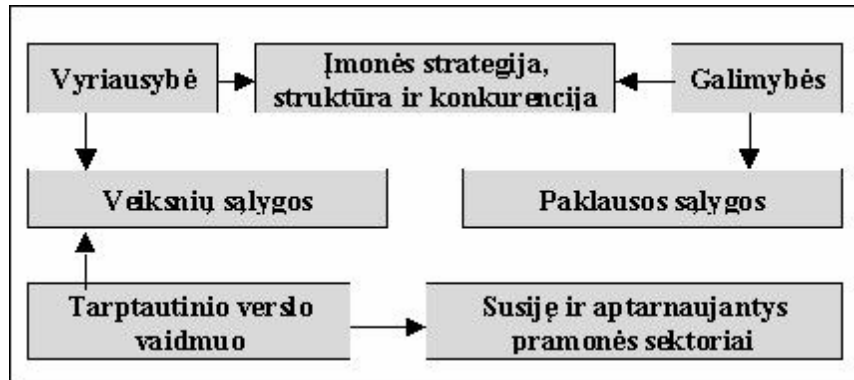 Vyriausybė
Įmonės strategija,
struktūra ir konkurencija
Galimybės
Veiksnių sąlygos
Paklausos sąlygos
Tarptautinio verslo
vaidmuo
Susiję ir aptarnaujantys
pramonės sektoriai